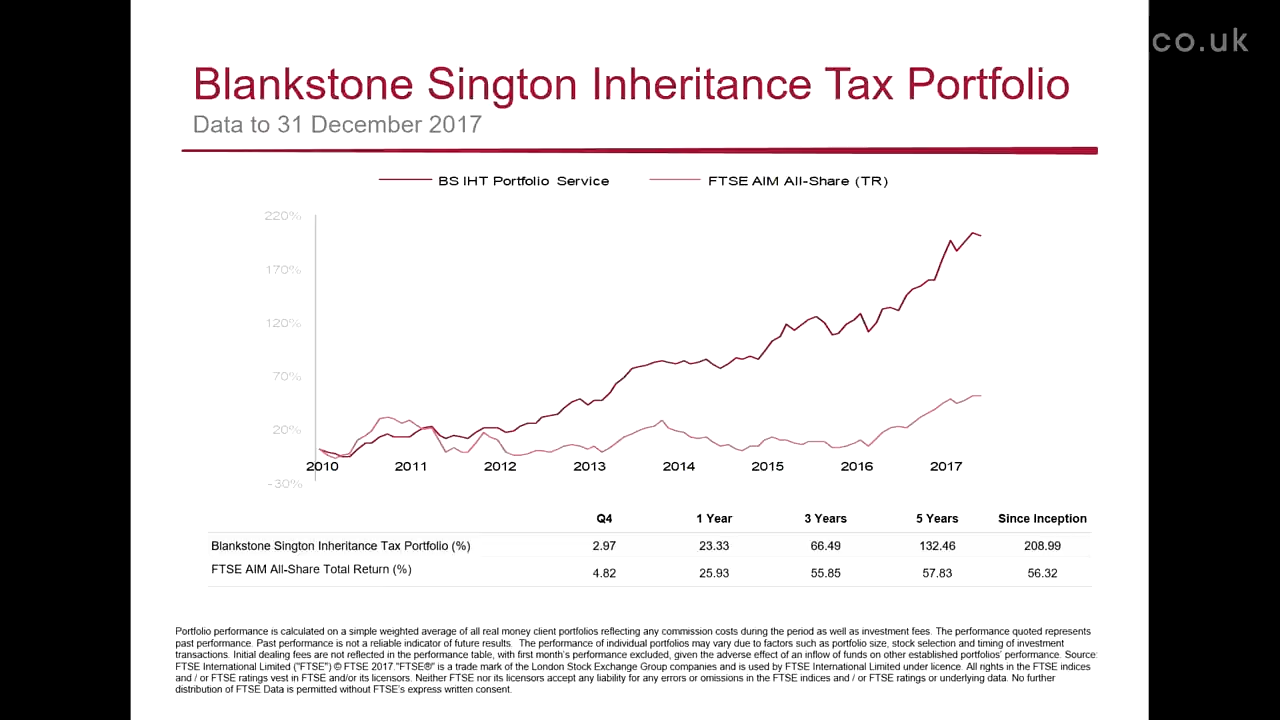 co.uk
Blankstone Sington Inheritance Tax Portfolio
Data to 31 December 2017
BS IHT Portfolio Service FTSE AIM All-Share (TR)
220%
170%
120%
70%
20%
-30%
2010 2011 2012 2013 2014 2015 2016 2017
Q4 1 Year 3 Years 5 Years Since Inception
Blankstone Sington Inheritance Tax Portfolio (%) 2.97 23.33 66.49 132.46 208.99
FTSE AIM All-Share Total Return (%) 4.82 25.93 55.85 57.83 56.32
Portfolio performance is calculated on a simple weighted average of all real money client portfolios reflecting any commission costs during the period as well as investment fees. The performance quoted represents
past performance. Past performance is not a reliable indicator of future results. The performance of individual portfolios may vary due to factors such as portfolio size, stock selection and timing of investment
transactions. Initial dealing fees are not reflected in the performance table, with first month's performance excluded, given the adverse effect of an inflow of funds on other established portfolios' performance. Source:
FTSE International Limited ("FTSE") © FTSE 2017."FTSE®" is a trade mark of the London Stock Exchange Group companies and is used by FTSE International Limited under licence. All rights in the FTSE indices
and / or FTSE ratings vest in FTSE and/or its licensors. Neither FTSE nor its licensors accept any liability for any errors or omissions in the FTSE indices and / or FTSE ratings or underlying data. No further
distribution of FTSE Data is permitted without FTSE's express written consent.